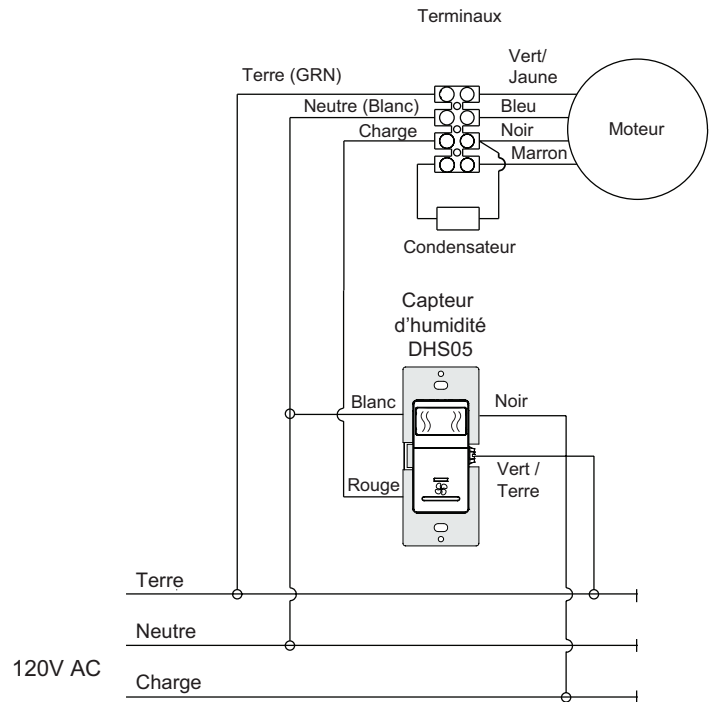 Terminaux
Vert/
Jaune
Terre (GRN)
Neutre (Blanc)
Bleu
Charge
Noir
Moteur
Marron
Condensateur
Capteur
d'humidité
DHS05
Blanc
Noir
Vert /
Terre
Rouge
Terre
Neutre
120V AC
Charge